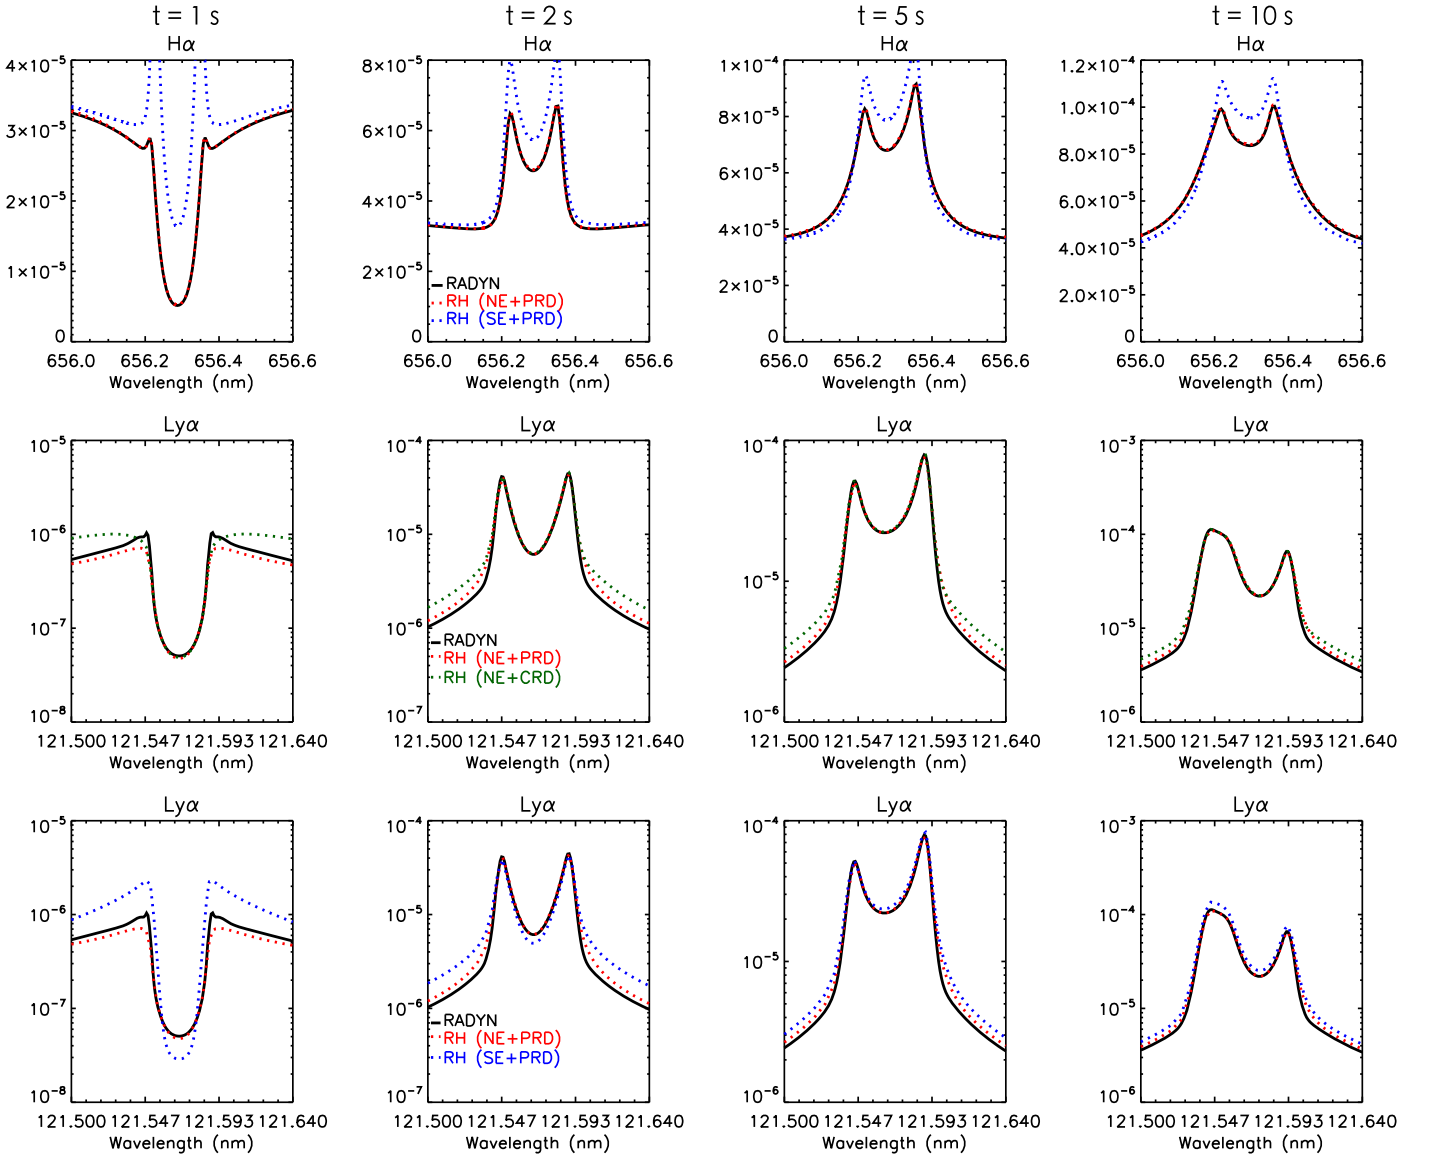 t = 1 s
t = 2 s
t = 5 s
t = 10 s
Hα
Hα
Hα
Hα
4×10⁻⁵
3×10⁻⁵
2×10⁻⁵
1×10⁻⁵
0
656.0 656.2 656.4 656.6
Wavelength (nm)
8×10⁻⁵
6×10⁻⁵
4×10⁻⁵
2×10⁻⁵
0
RADYN
RH (NE+PRD)
RH (SE+PRD)
656.0 656.2 656.4 656.6
Wavelength (nm)
1×10⁻⁴
8×10⁻⁵
6×10⁻⁵
4×10⁻⁵
2×10⁻⁵
0
656.0 656.2 656.4 656.6
Wavelength (nm)
1.2×10⁻⁴
1.0×10⁻⁴
8.0×10⁻⁵
6.0×10⁻⁵
4.0×10⁻⁵
2.0×10⁻⁵
0
656.0 656.2 656.4 656.6
Wavelength (nm)
Lyα
Lyα
Lyα
Lyα
10⁻⁵
10⁻⁶
10⁻⁷
10⁻⁸
121.500 121.547 121.593 121.640
Wavelength (nm)
10⁻⁴
10⁻⁵
10⁻⁶
10⁻⁷
RADYN
RH (NE+PRD)
RH (NE+CRD)
121.500 121.547 121.593 121.640
Wavelength (nm)
10⁻⁴
10⁻⁵
10⁻⁶
121.500 121.547 121.593 121.640
Wavelength (nm)
10⁻³
10⁻⁴
10⁻⁵
10⁻⁶
121.500 121.547 121.593 121.640
Wavelength (nm)
Lyα
Lyα
Lyα
Lyα
10⁻⁵
10⁻⁶
10⁻⁷
10⁻⁸
121.500 121.547 121.593 121.640
Wavelength (nm)
10⁻⁴
10⁻⁵
10⁻⁶
10⁻⁷
RADYN
RH (NE+PRD)
RH (SE+PRD)
121.500 121.547 121.593 121.640
Wavelength (nm)
10⁻⁴
10⁻⁵
10⁻⁶
121.500 121.547 121.593 121.640
Wavelength (nm)
10⁻³
10⁻⁴
10⁻⁵
10⁻⁶
121.500 121.547 121.593 121.640
Wavelength (nm)